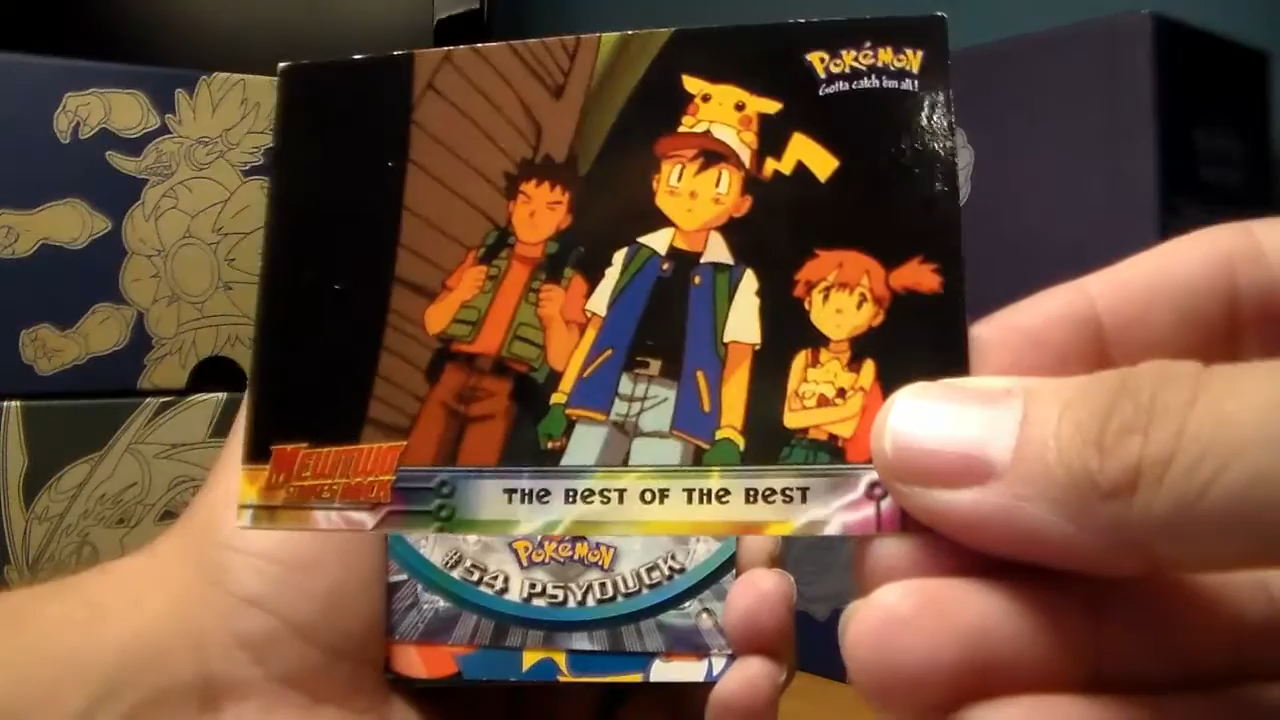 POKéMON
Gotta catch 'em all!
MEWTWO
STRIKES BACK
THE BEST OF THE BEST
POKéMON
#54 PSYDUCK